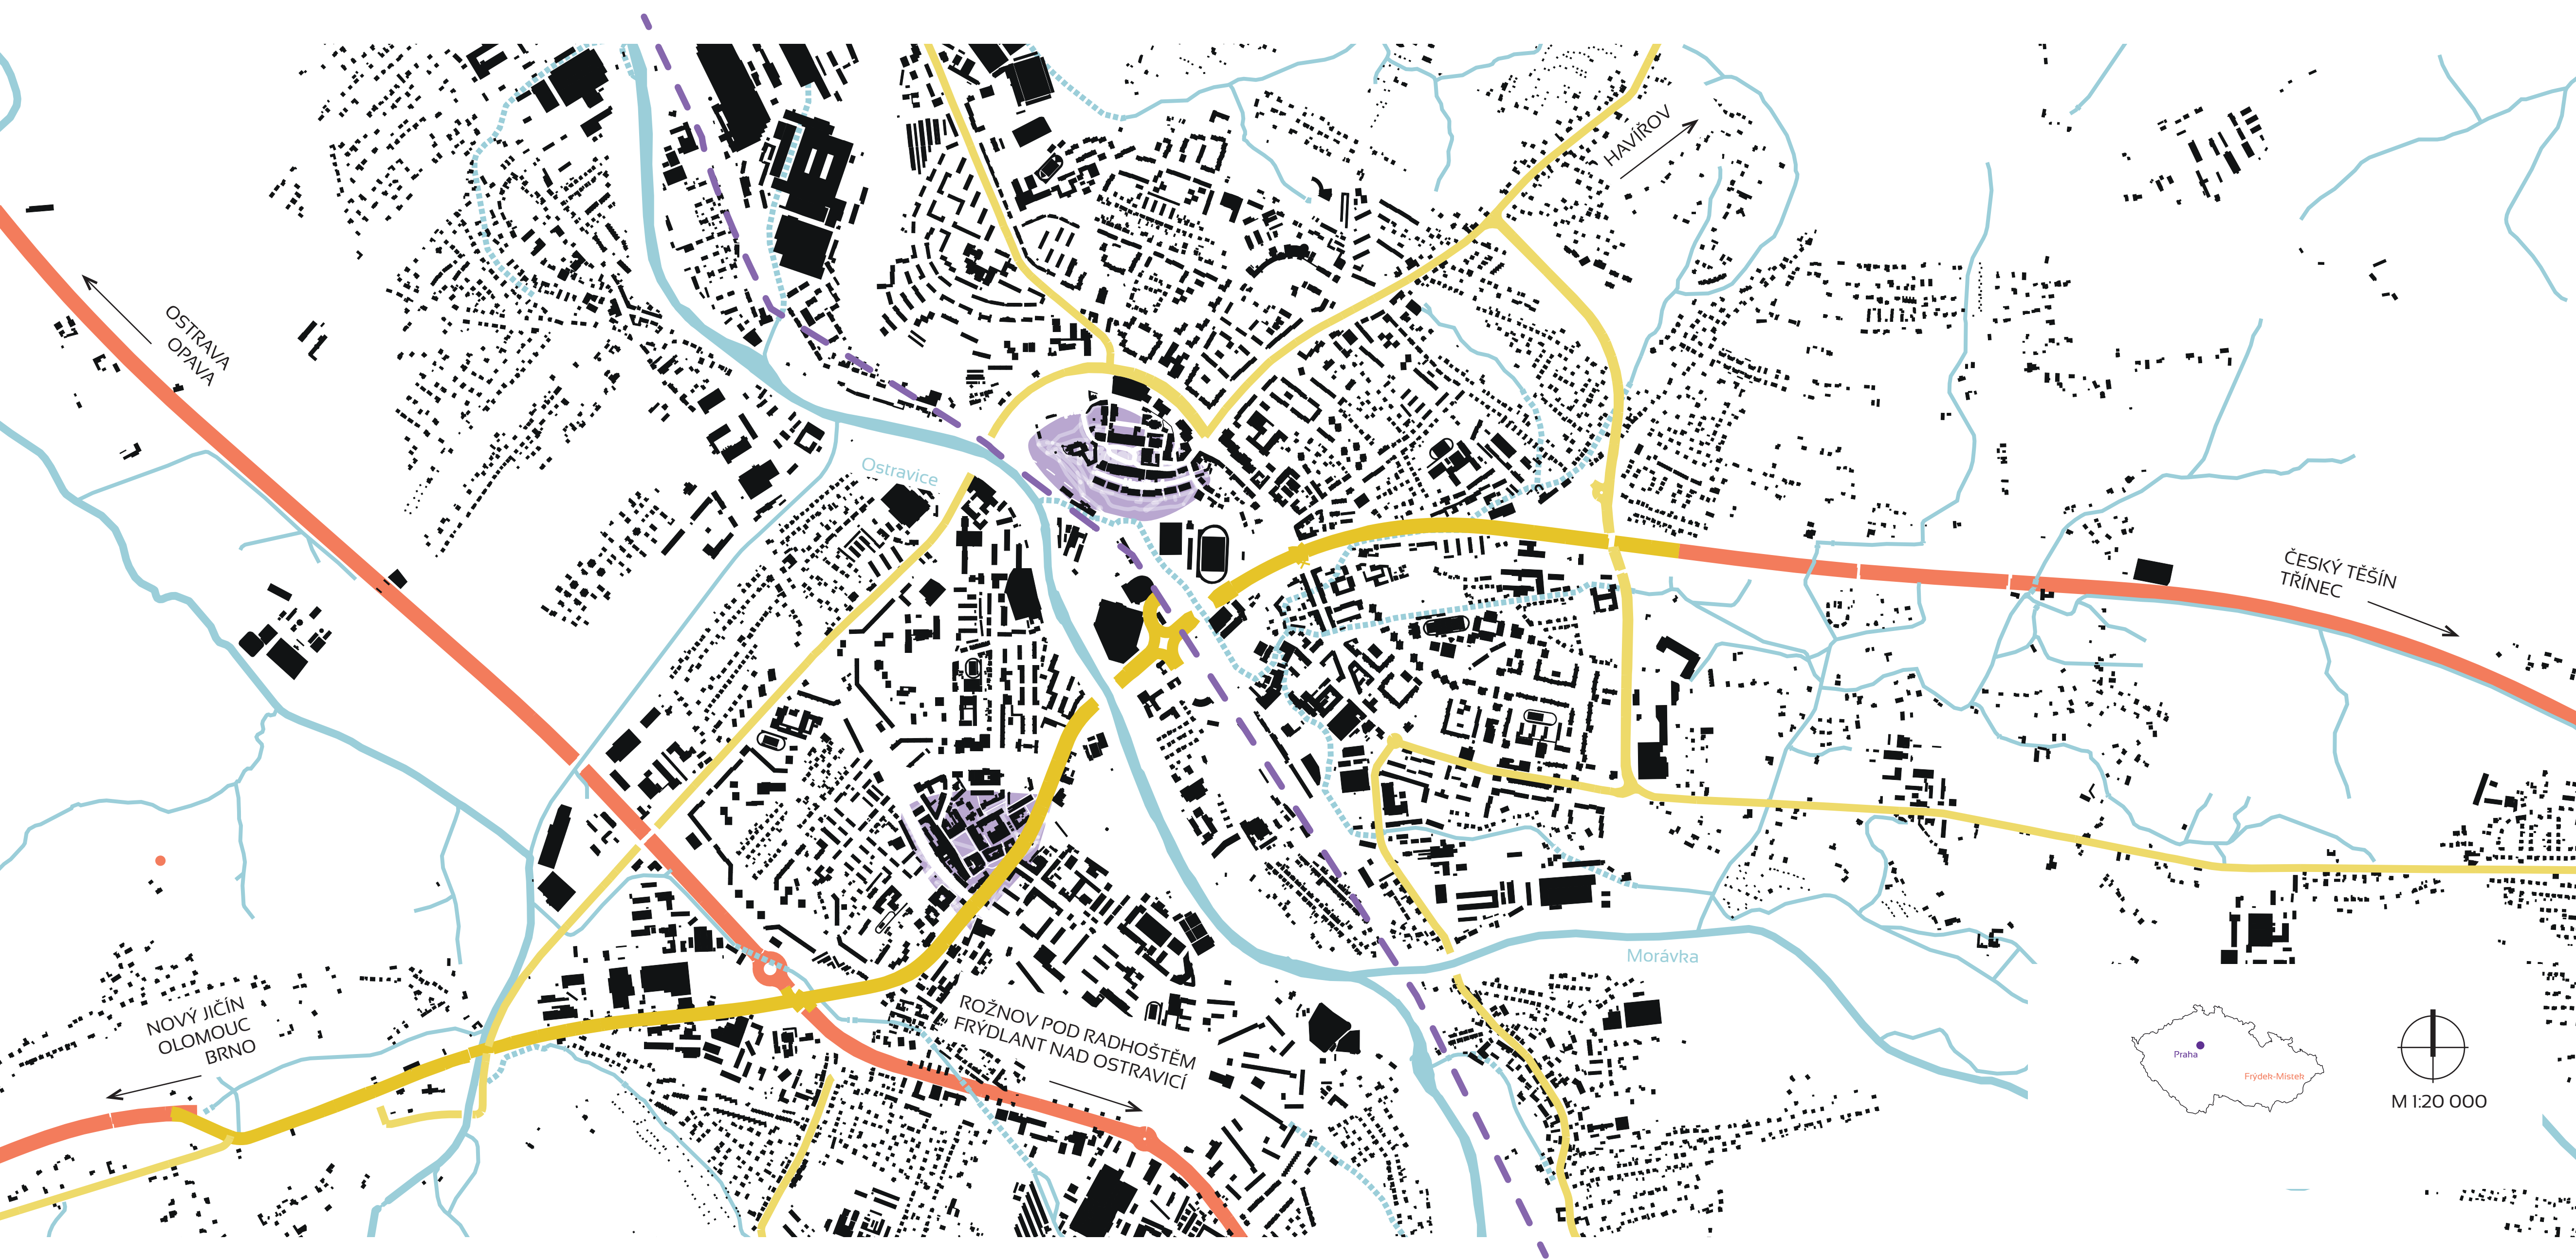 HAVÍŘOV
OSTRAVA
OPAVA
Ostravice
ČESKÝ TĚŠÍN
TŘINEC
Morávka
NOVÝ JIČÍN
OLOMOUC
BRNO
ROŽNOV POD RADHOŠTĚM
FRÝDLANT NAD OSTRAVICÍ
Praha
Frýdek-Místek
M 1:20 000